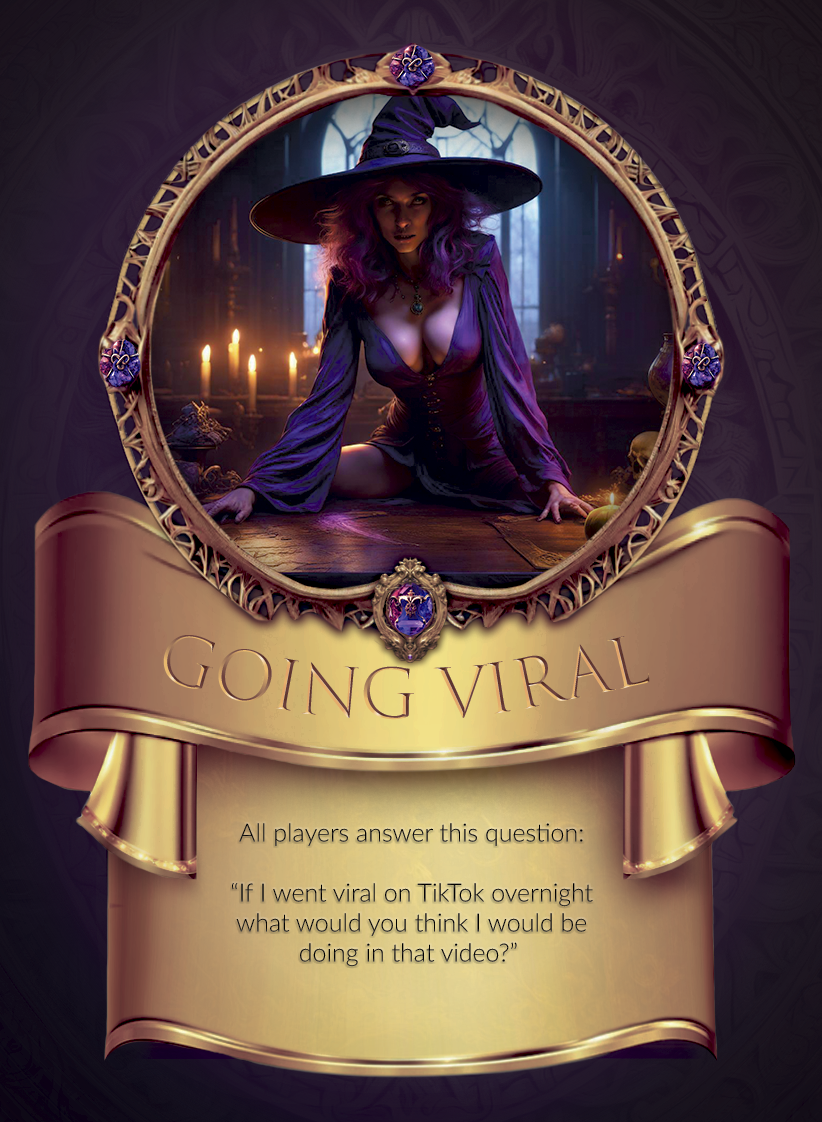 GOING VIRAL
All players answer this question:
“If I went viral on TikTok overnight
what would you think I would be
doing in that video?”